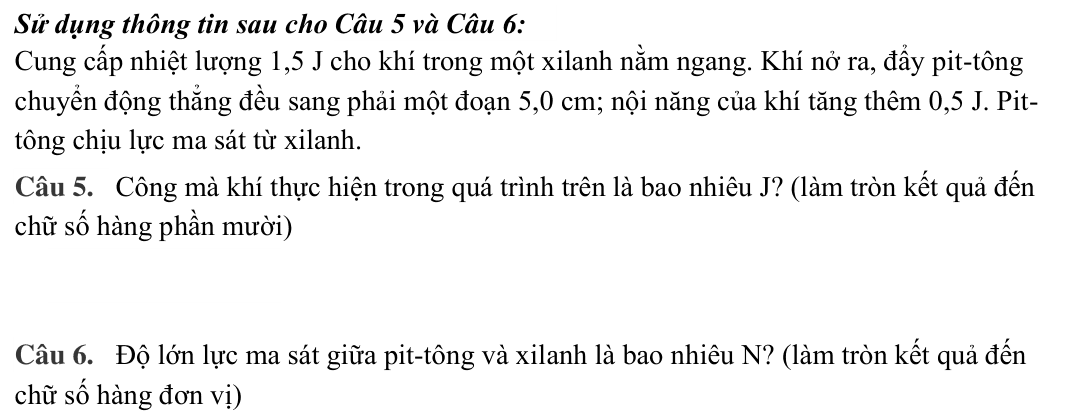 Sử dụng thông tin sau cho Câu 5 và Câu 6:
Cung cấp nhiệt lượng 1,5 J cho khí trong một xilanh nằm ngang. Khí nở ra, đẩy pit-tông
chuyển động thẳng đều sang phải một đoạn 5,0 cm; nội năng của khí tăng thêm 0,5 J. Pit-
tông chịu lực ma sát từ xilanh.
Câu 5. Công mà khí thực hiện trong quá trình trên là bao nhiêu J? (làm tròn kết quả đến
chữ số hàng phần mười)
Câu 6. Độ lớn lực ma sát giữa pit-tông và xilanh là bao nhiêu N? (làm tròn kết quả đến
chữ số hàng đơn vị)